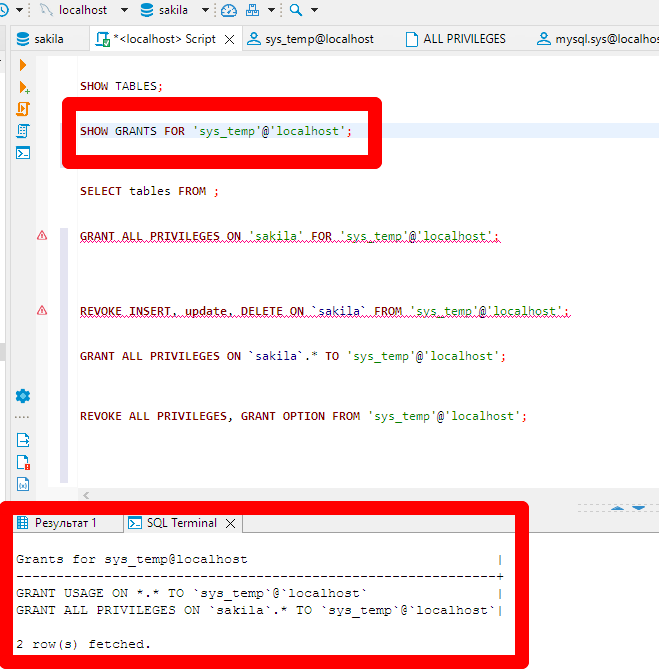 localhost sakila
sakila *<localhost> Script sys_temp@localhost ALL PRIVILEGES mysql.sys@localhos
SHOW TABLES;
SHOW GRANTS FOR 'sys_temp'@'localhost';
SELECT tables FROM ;
GRANT ALL PRIVILEGES ON 'sakila' FOR 'sys_temp'@'localhost';
REVOKE INSERT, update, DELETE ON `sakila` FROM 'sys_temp'@'localhost';
GRANT ALL PRIVILEGES ON `sakila`.* TO 'sys_temp'@'localhost';
REVOKE ALL PRIVILEGES, GRANT OPTION FROM 'sys_temp'@'localhost';
Результат 1 SQL Terminal
Grants for sys_temp@localhost |
------------------------------------------------------------+
GRANT USAGE ON *.* TO `sys_temp`@`localhost` |
GRANT ALL PRIVILEGES ON `sakila`.* TO `sys_temp`@`localhost`|
2 row(s) fetched.